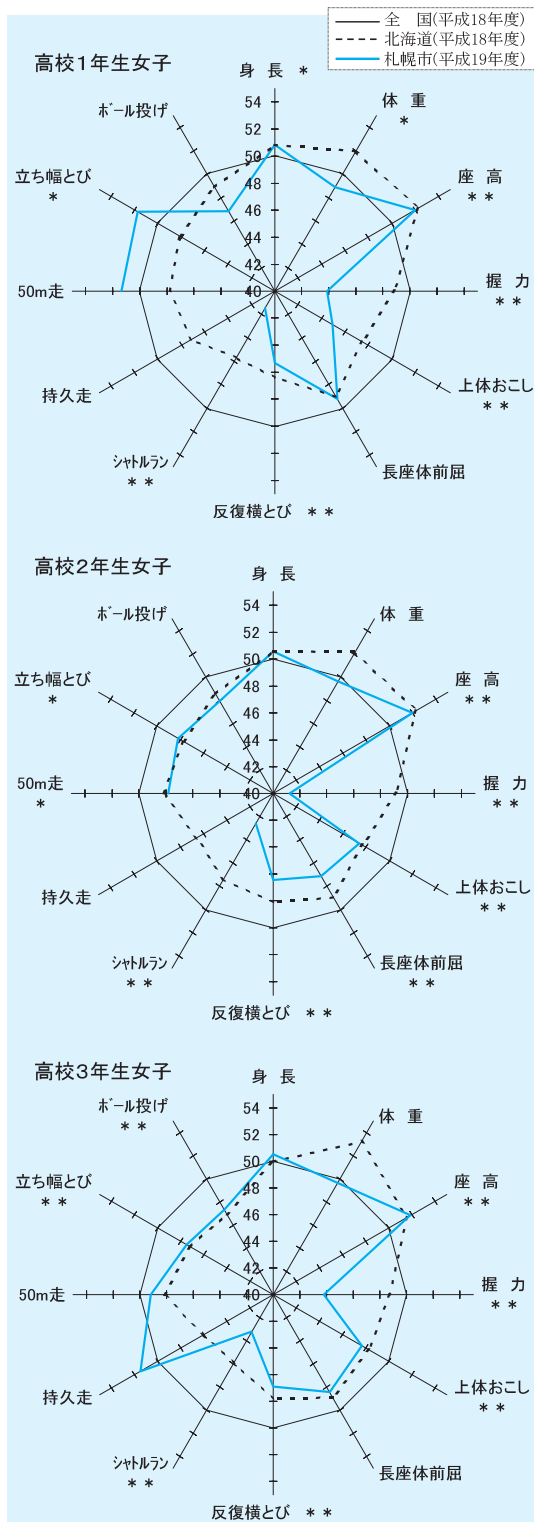 全　国(平成18年度)
北海道(平成18年度)
札幌市(平成19年度)
高校1年生女子
身 長 *
ボール投げ
体 重
*
立ち幅とび
*
座 高
**
50m走
握 力
**
持久走
上体おこし
**
シャトルラン
**
長座体前屈
反復横とび **
54
52
50
48
46
44
42
40
高校2年生女子
身 長
ボール投げ
体 重
立ち幅とび
*
座 高
**
50m走
*
握 力
**
持久走
上体おこし
**
シャトルラン
**
長座体前屈
**
反復横とび **
54
52
50
48
46
44
42
40
高校3年生女子
身 長
ボール投げ
**
体 重
立ち幅とび
**
座 高
**
50m走
握 力
**
持久走
上体おこし
**
シャトルラン
**
長座体前屈
反復横とび **
54
52
50
48
46
44
42
40